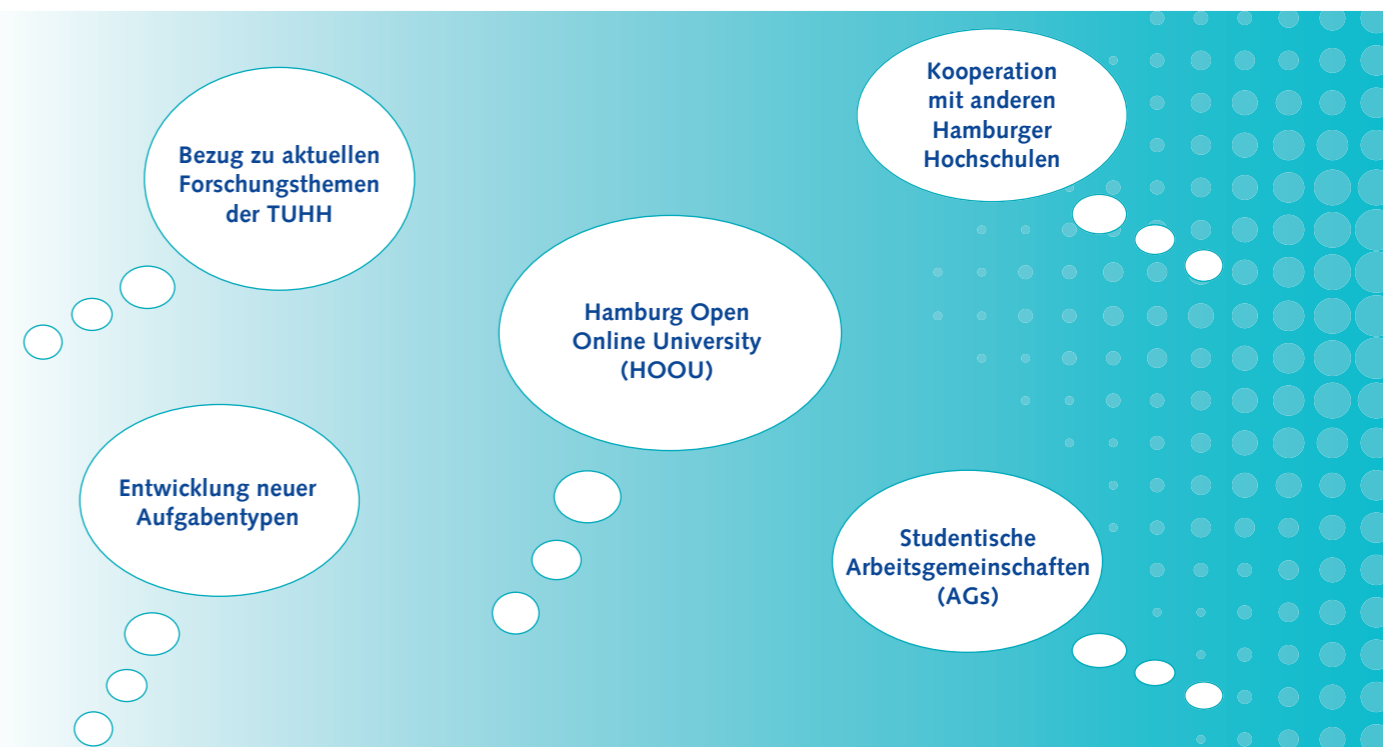 Bezug zu aktuellen
Forschungsthemen
der TUHH
Kooperation
mit anderen
Hamburger
Hochschulen
Hamburg Open
Online University
(HOOU)
Entwicklung neuer
Aufgabentypen
Studentische
Arbeitsgemeinschaften
(AGs)